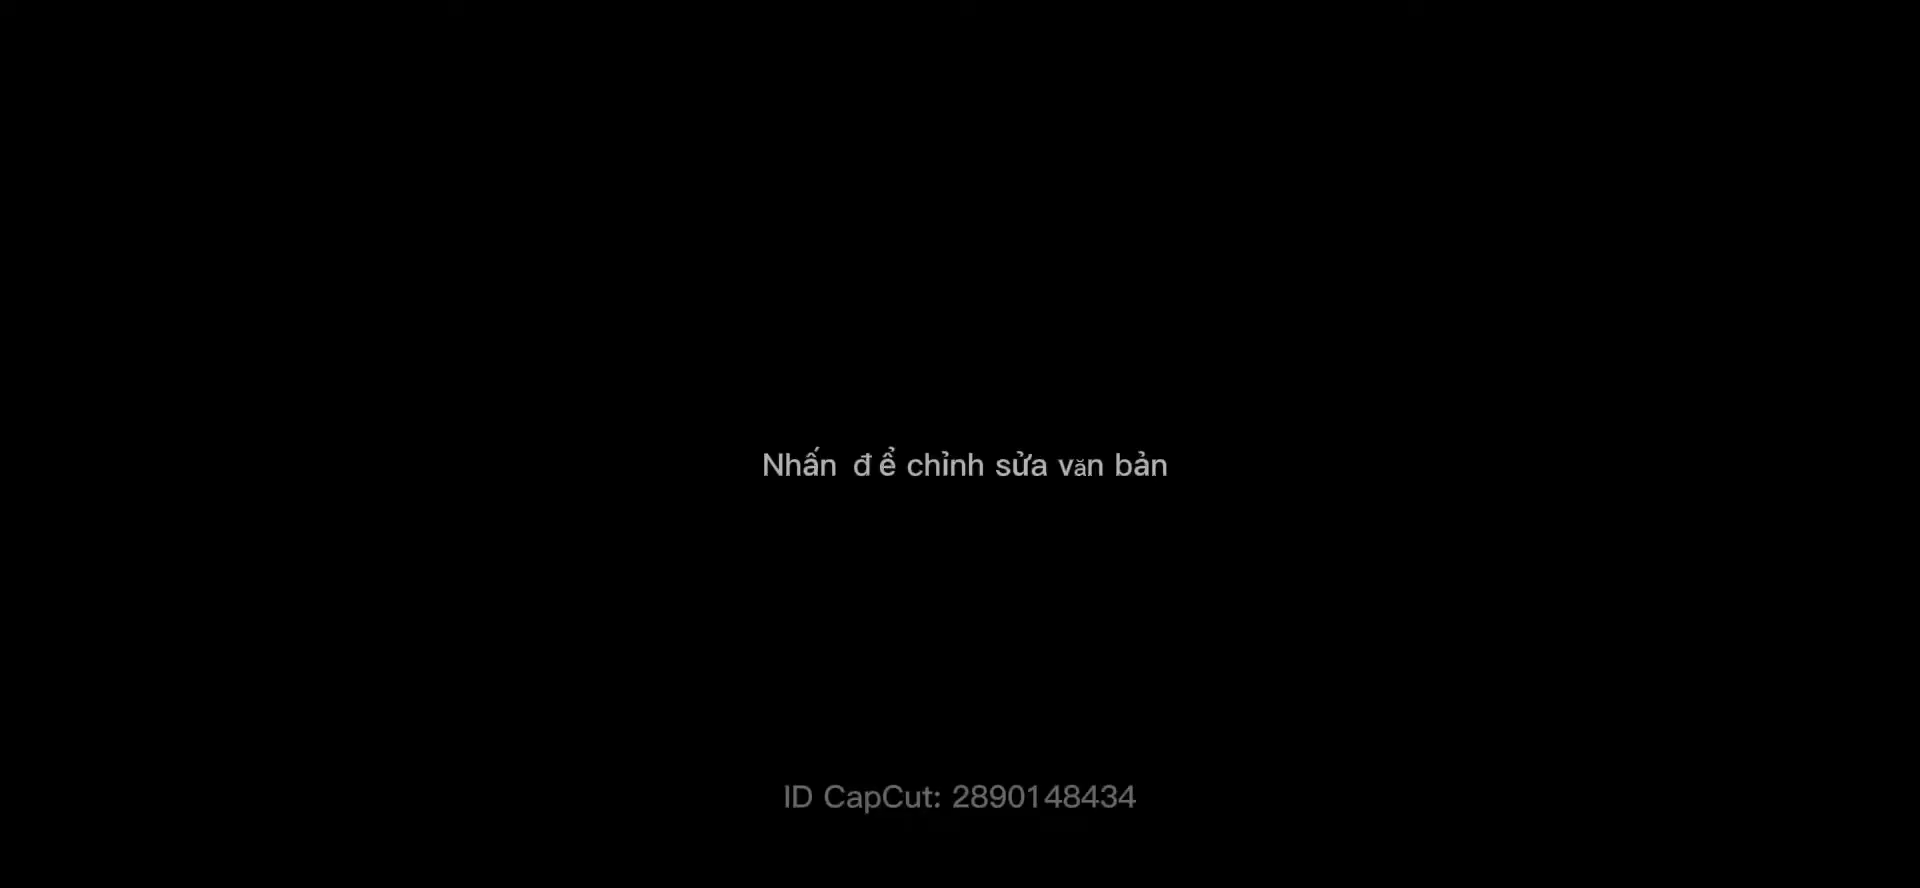 Nhấn để chỉnh sửa văn bản
ID CapCut: 2890148434